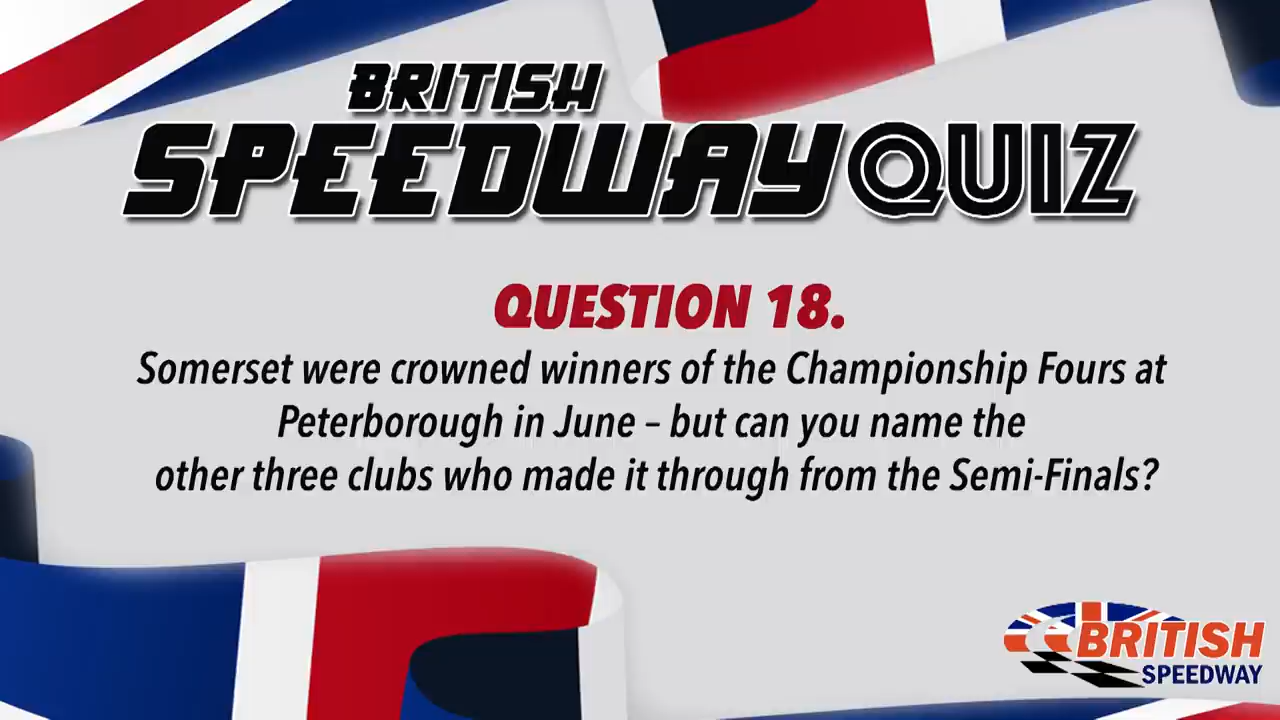 BRITISH
SPEEDWAY QUIZ
QUESTION 18.
Somerset were crowned winners of the Championship Fours at
Peterborough in June – but can you name the
other three clubs who made it through from the Semi-Finals?
BRITISH
SPEEDWAY